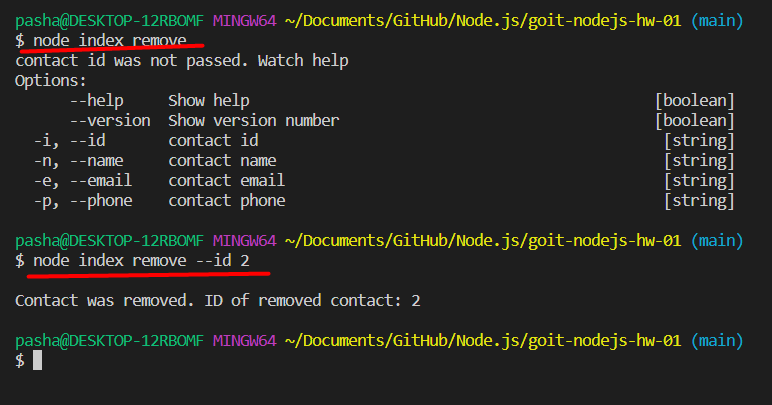 pasha@DESKTOP-12RBOMF MINGW64 ~/Documents/GitHub/Node.js/goit-nodejs-hw-01 (main)
$ node index remove
contact id was not passed. Watch help
Options:
      --help     Show help                                             [boolean]
      --version  Show version number                                   [boolean]
  -i, --id       contact id                                             [string]
  -n, --name     contact name                                           [string]
  -e, --email    contact email                                          [string]
  -p, --phone    contact phone                                          [string]
pasha@DESKTOP-12RBOMF MINGW64 ~/Documents/GitHub/Node.js/goit-nodejs-hw-01 (main)
$ node index remove --id 2
Contact was removed. ID of removed contact: 2
pasha@DESKTOP-12RBOMF MINGW64 ~/Documents/GitHub/Node.js/goit-nodejs-hw-01 (main)
$